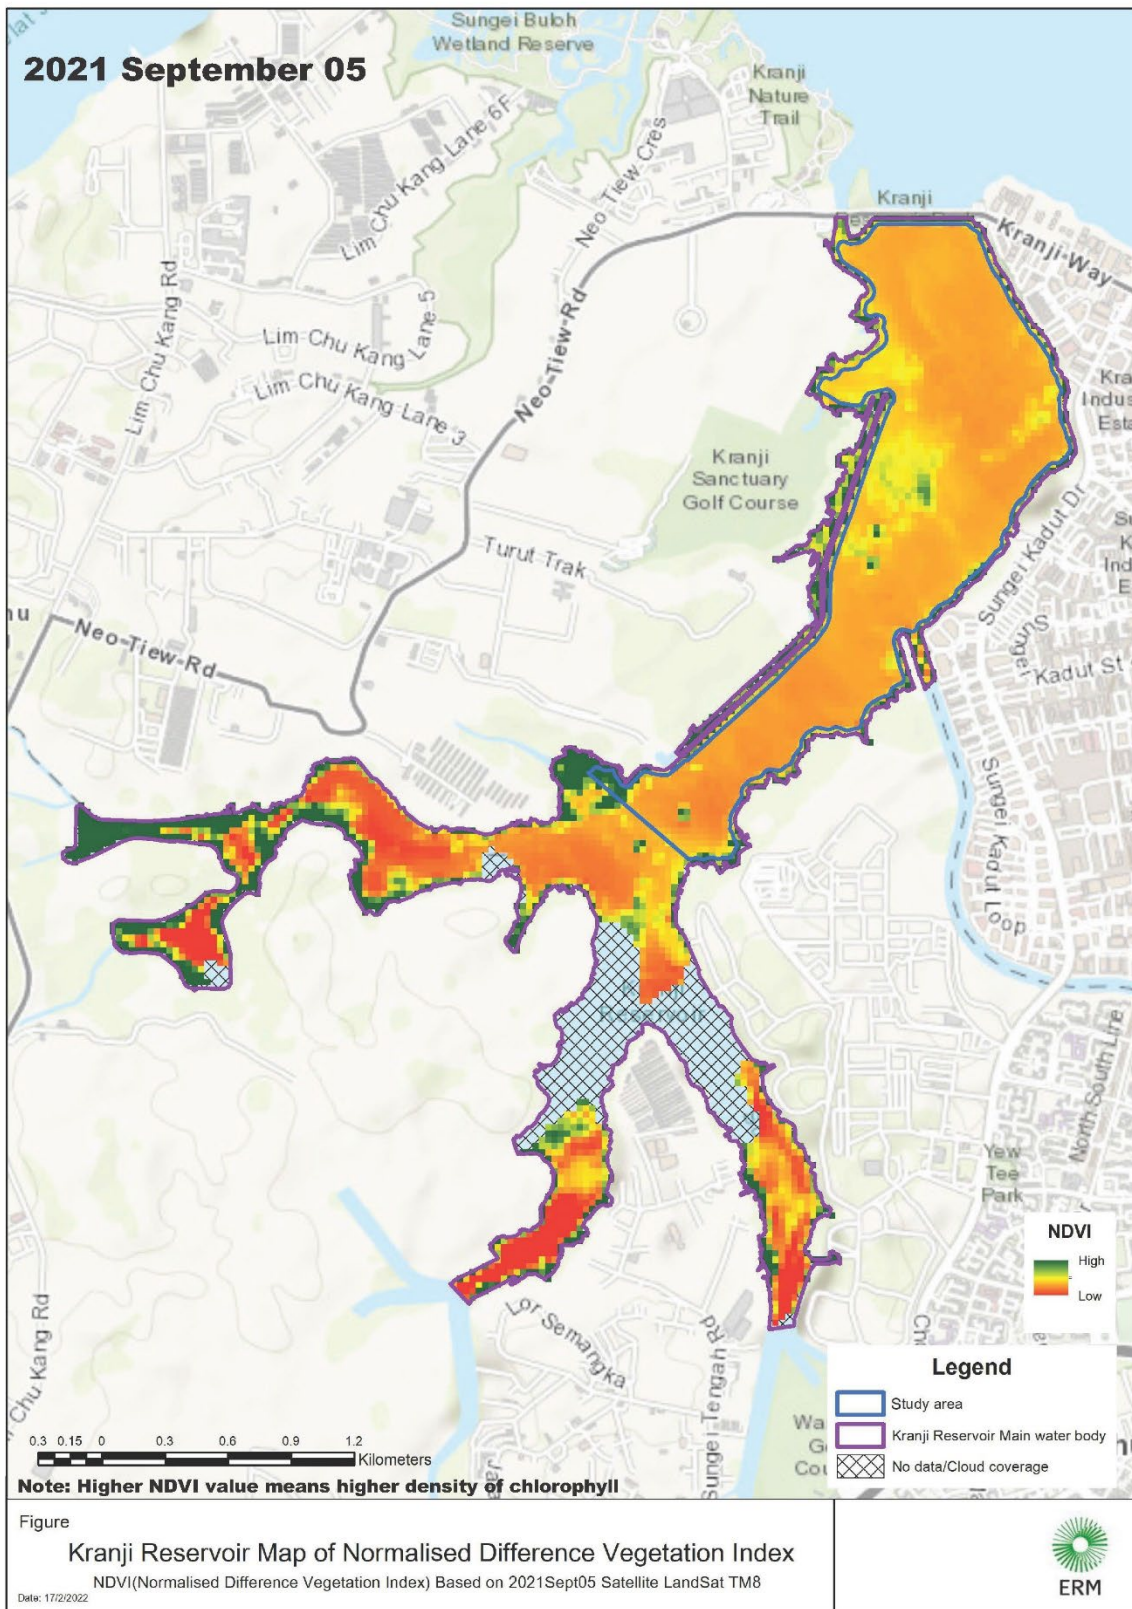 2021 September 05
Sungei Buloh
Wetland Reserve
Kranji
Nature
Trail
Lim Chu Kang Lane 6F
Neo Tiew Cres
Kranji
Kranji-Way
Lim Chu Kang Rd
Lim Chu Kang Lane 5
Neo-Tiew-Rd
Lim Chu Kang Lane 3
Kranji
Sanctuary
Golf Course
Turut Trak
Sungei Kadut Dr
Sungei
Kadut St
Neo-Tiew-Rd
Sungei Kadut Loop
Reservoir
North South Line
Yew
Tee
Park
NDVI
High
Low
Lor Semangka
Sungei Tengah Rd
Chu Kang Rd
Legend
Study area
Kranji Reservoir Main water body
No data/Cloud coverage
0.3 0.15 0 0.3 0.6 0.9 1.2
Kilometers
Note: Higher NDVI value means higher density of chlorophyll
Figure
Kranji Reservoir Map of Normalised Difference Vegetation Index
NDVI(Normalised Difference Vegetation Index) Based on 2021Sept05 Satellite LandSat TM8
Date: 17/2/2022
ERM